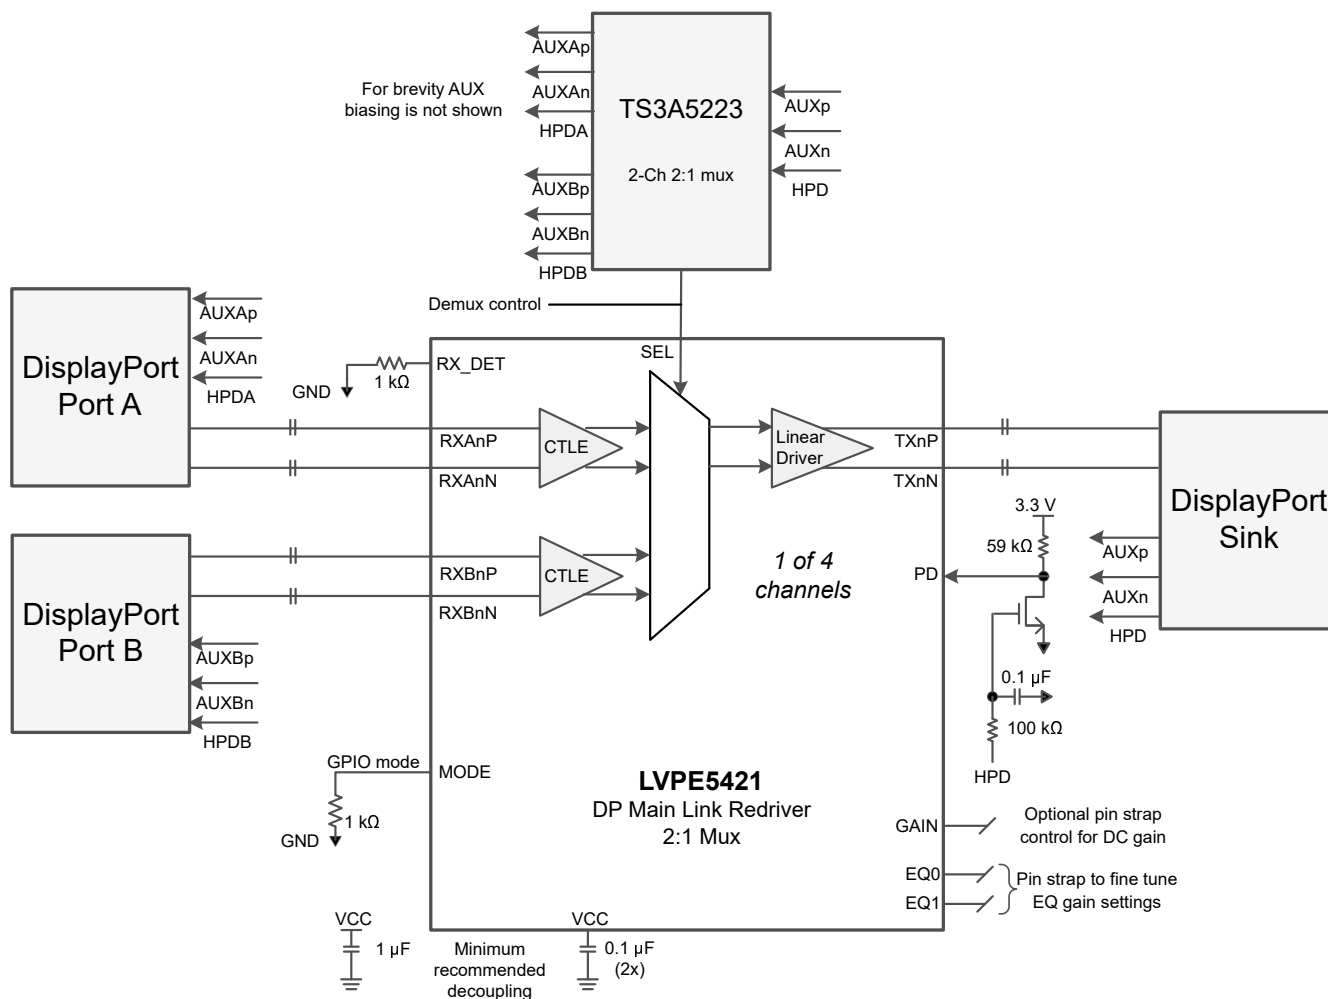 AUXAp
AUXAn
HPDA
AUXBp
AUXBn
HPDB
For brevity AUX
biasing is not shown
TS3A5223
2-Ch 2:1 mux
AUXp
AUXn
HPD
Demux control
DisplayPort
Port A
AUXAp
AUXAn
HPDA
GND
1 kΩ
RX_DET
SEL
RXAnP
RXAnN
CTLE
Linear
Driver
TXnP
TXnN
DisplayPort
Sink
AUXp
AUXn
HPD
DisplayPort
Port B
AUXBp
AUXBn
HPDB
RXBnP
RXBnN
CTLE
1 of 4
channels
PD
3.3 V
59 kΩ
0.1 µF
100 kΩ
HPD
GPIO mode
MODE
1 kΩ
GND
LVPE5421
DP Main Link Redriver
2:1 Mux
GAIN
Optional pin strap
control for DC gain
EQ0
EQ1
Pin strap to fine tune
EQ gain settings
VCC
1 µF
Minimum
recommended
decoupling
VCC
0.1 µF
(2x)